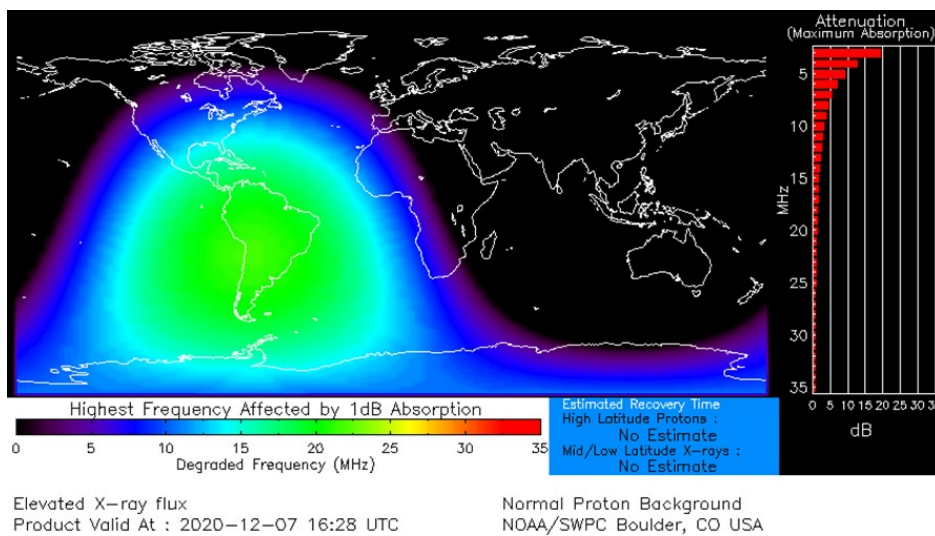 Attenuation
(Maximum Absorption)
5
10
15
20
25
30
35
MHz
0 5 10 15 20 25 30 3
dB
Highest Frequency Affected by 1dB Absorption
0 5 10 15 20 25 30 35
Degraded Frequency (MHz)
Estimated Recovery Time
High Latitude Protons :
No Estimate
Mid/Low Latitude X-rays :
No Estimate
Elevated X-ray flux
Product Valid At : 2020-12-07 16:28 UTC
Normal Proton Background
NOAA/SWPC Boulder, CO USA